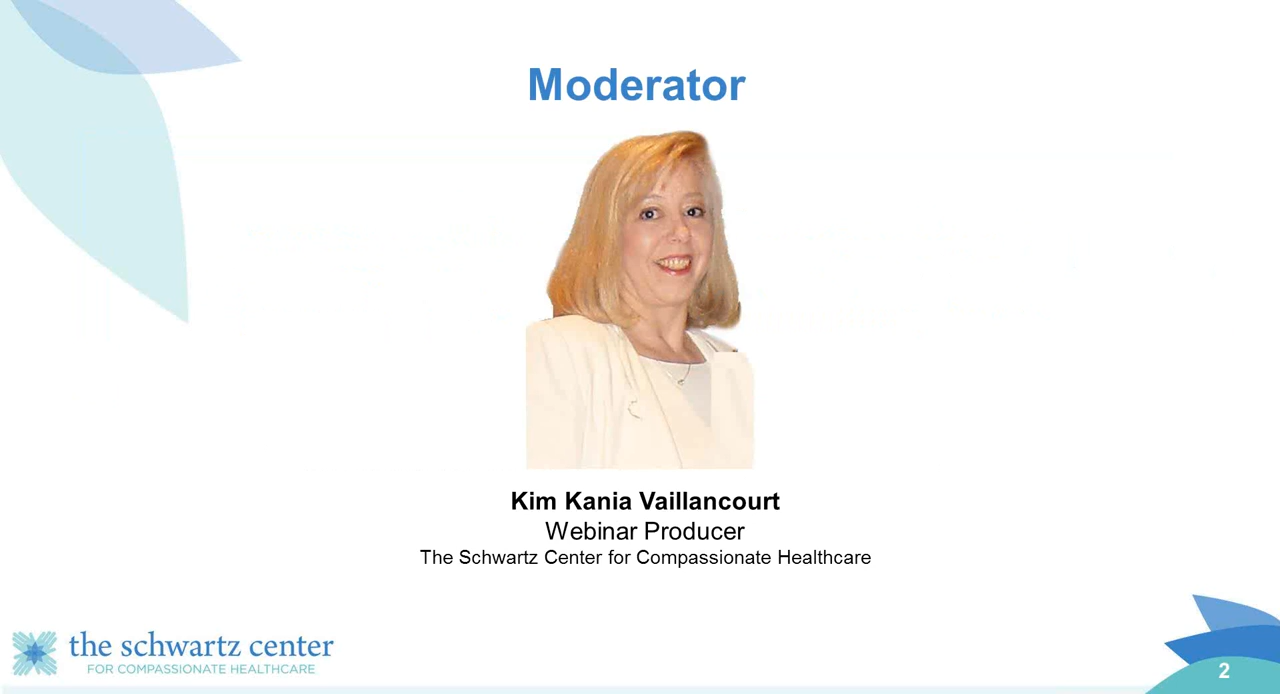 Moderator
Kim Kania Vaillancourt
Webinar Producer
The Schwartz Center for Compassionate Healthcare
the schwartz center
FOR COMPASSIONATE HEALTHCARE
2